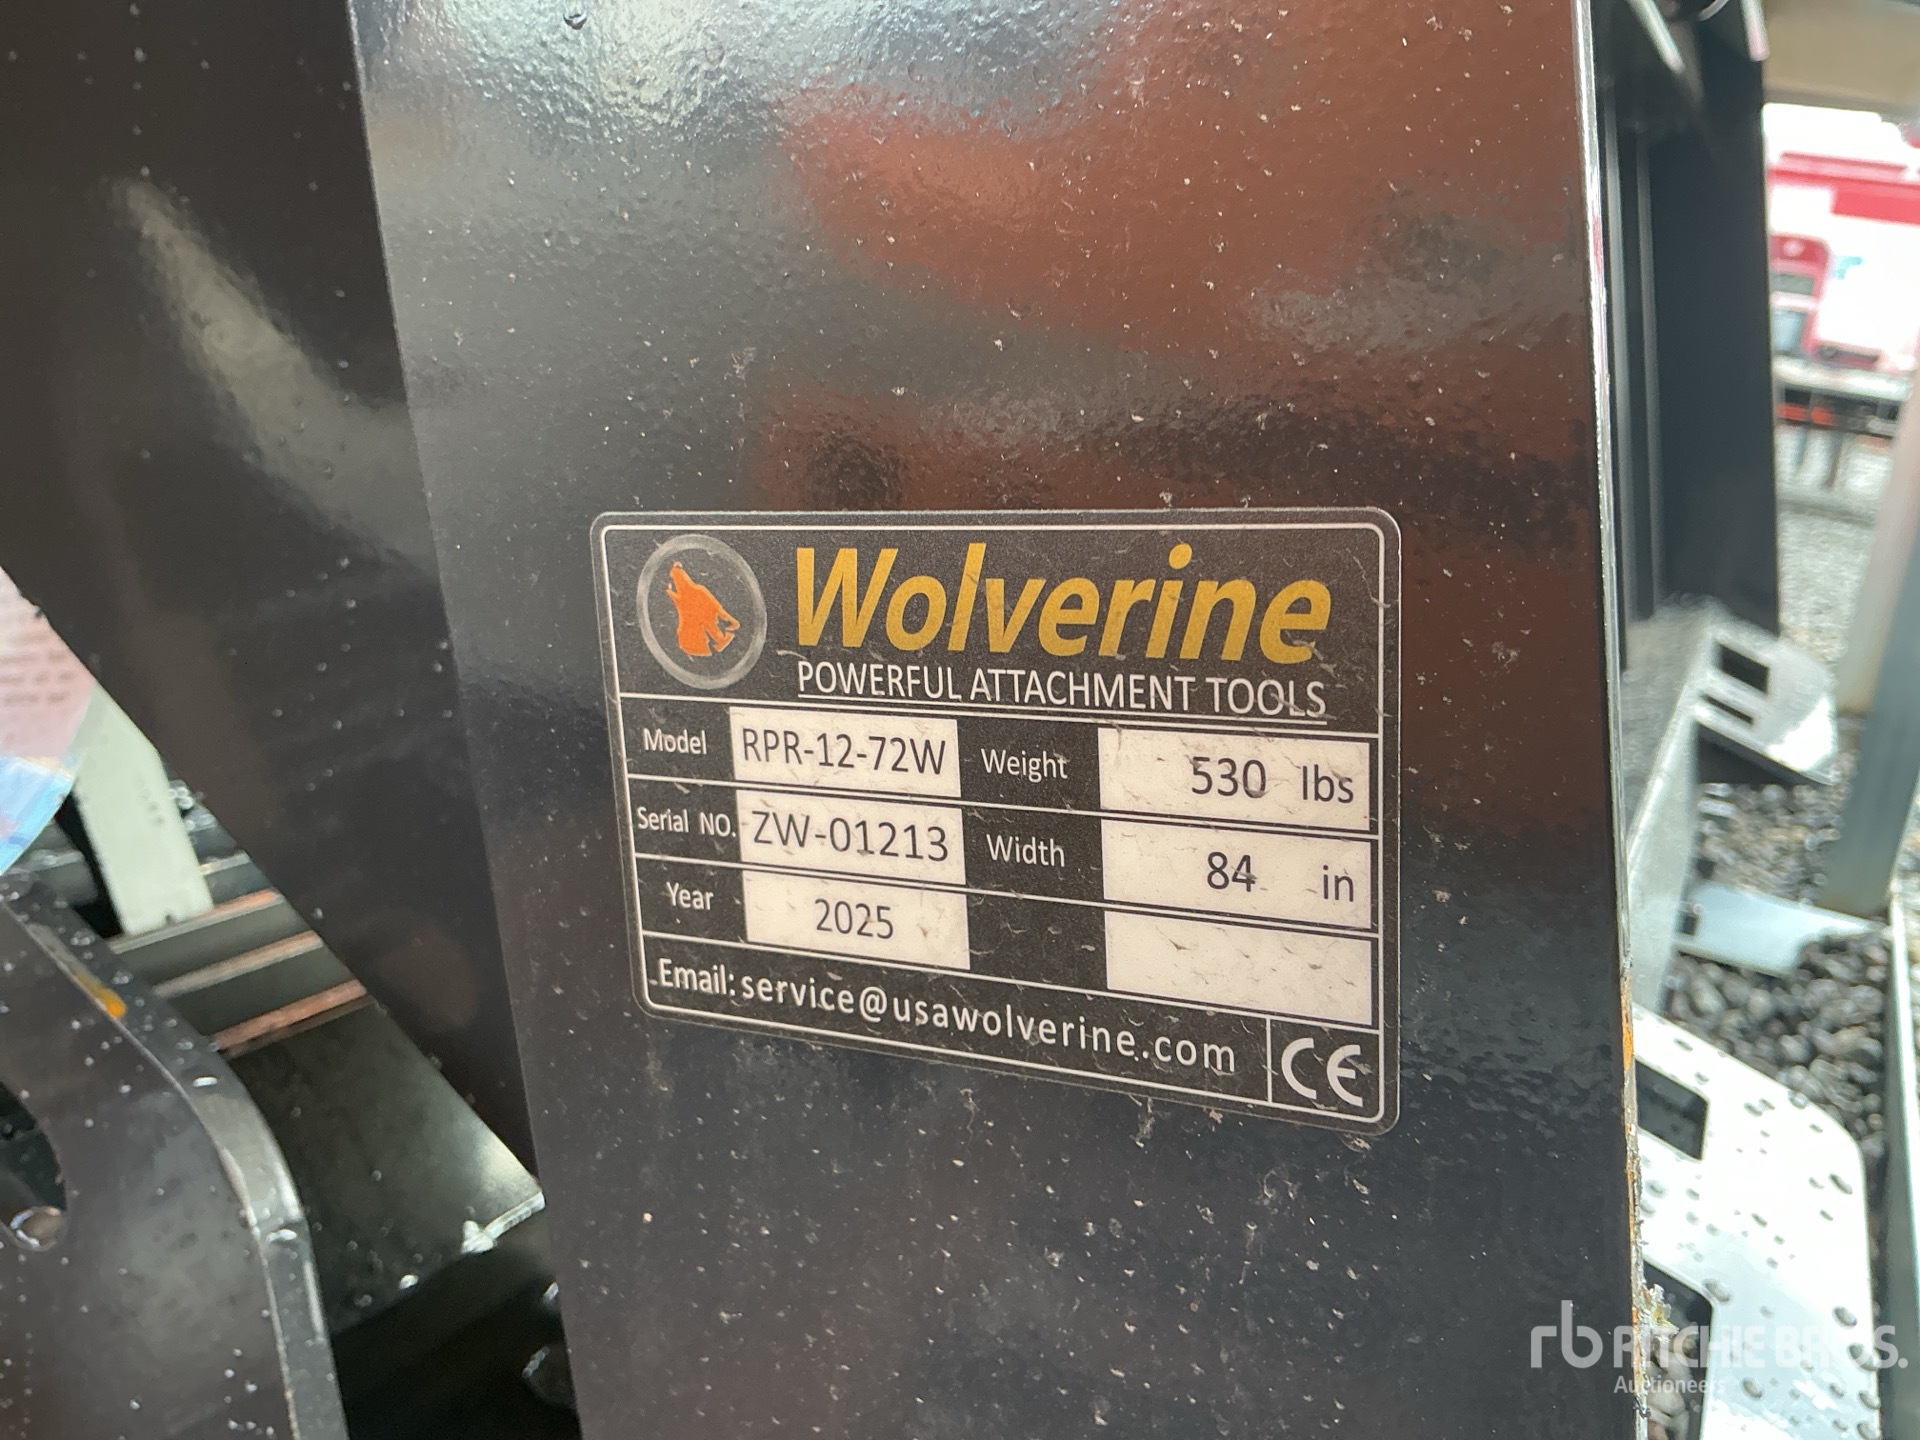 Wolverine
POWERFUL ATTACHMENT TOOLS
Model RPR-12-72W Weight 530 lbs
Serial NO. ZW-01213 Width 84 in
Year 2025
Email: service@usawolverine.com CE
rb RITCHIE BROS.
Auctioneers